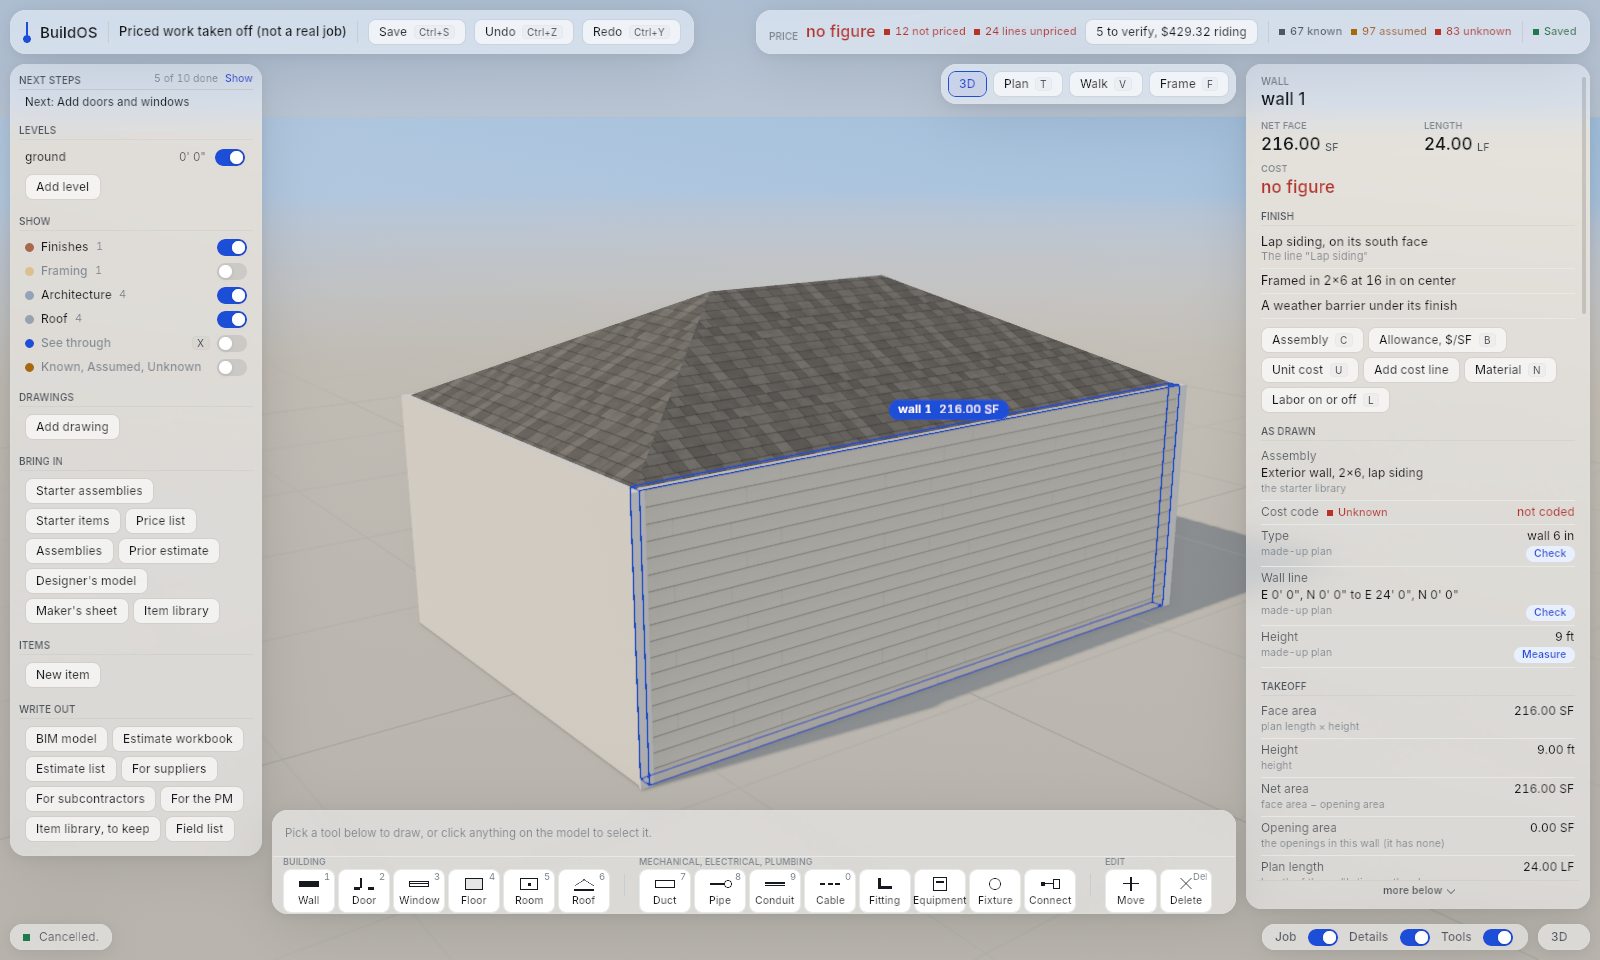 BuildOS
Priced work taken off (not a real job)
Save Ctrl+S
Undo Ctrl+Z
Redo Ctrl+Y
PRICE no figure
12 not priced
24 lines unpriced
5 to verify, $429.32 riding
67 known
97 assumed
83 unknown
Saved
NEXT STEPS
5 of 10 done Show
Next: Add doors and windows
LEVELS
ground 0' 0"
Add level
SHOW
Finishes 1
Framing 1
Architecture 4
Roof 4
See through X
Known, Assumed, Unknown
DRAWINGS
Add drawing
BRING IN
Starter assemblies
Starter items Price list
Assemblies Prior estimate
Designer's model
Maker's sheet Item library
ITEMS
New item
WRITE OUT
BIM model Estimate workbook
Estimate list For suppliers
For subcontractors For the PM
Item library, to keep Field list
Cancelled.
3D
Plan T
Walk V
Frame F
wall 1 216.00 SF
Pick a tool below to draw, or click anything on the model to select it.
BUILDING
Wall 1
Door 2
Window 3
Floor 4
Room 5
Roof 6
MECHANICAL, ELECTRICAL, PLUMBING
Duct 7
Pipe 8
Conduit 9
Cable 0
Fitting
Equipment
Fixture
Connect
EDIT
Move
Delete Del
WALL
wall 1
NET FACE LENGTH
216.00 SF 24.00 LF
COST
no figure
FINISH
Lap siding, on its south face
The line "Lap siding"
Framed in 2×6 at 16 in on center
A weather barrier under its finish
Assembly C
Allowance, $/SF B
Unit cost U
Add cost line
Material N
Labor on or off L
AS DRAWN
Assembly
Exterior wall, 2×6, lap siding
the starter library
Cost code Unknown not coded
Type wall 6 in
made-up plan Check
Wall line
E 0' 0", N 0' 0" to E 24' 0", N 0' 0"
made-up plan Check
Height 9 ft
made-up plan Measure
TAKEOFF
Face area 216.00 SF
plan length × height
Height 9.00 ft
height
Net area 216.00 SF
face area − opening area
Opening area 0.00 SF
the openings in this wall (it has none)
Plan length 24.00 LF
more below
Job
Details
Tools
3D